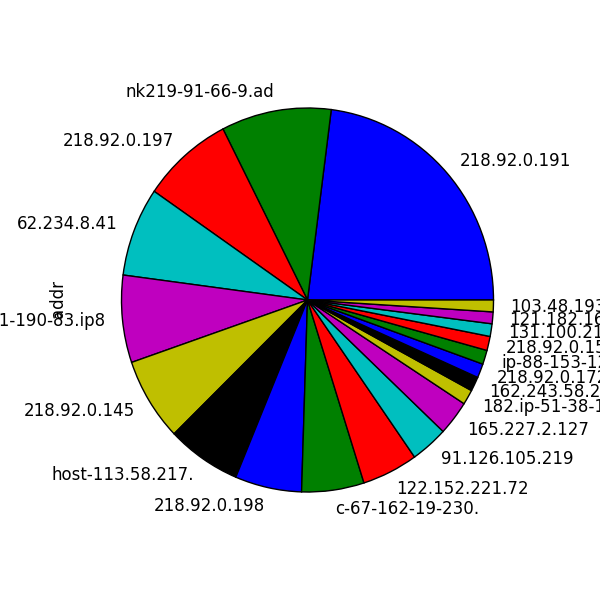 nk219-91-66-9.ad
218.92.0.191
218.92.0.197
62.234.8.41
addr
1-190-83.ip8
218.92.0.145
host-113.58.217.
218.92.0.198
c-67-162-19-230.
122.152.221.72
91.126.105.219
165.227.2.127
182.ip-51-38-1
162.243.58.2
218.92.0.172
ip-88-153-1
218.92.0.15
131.100.21
121.182.16
103.48.193